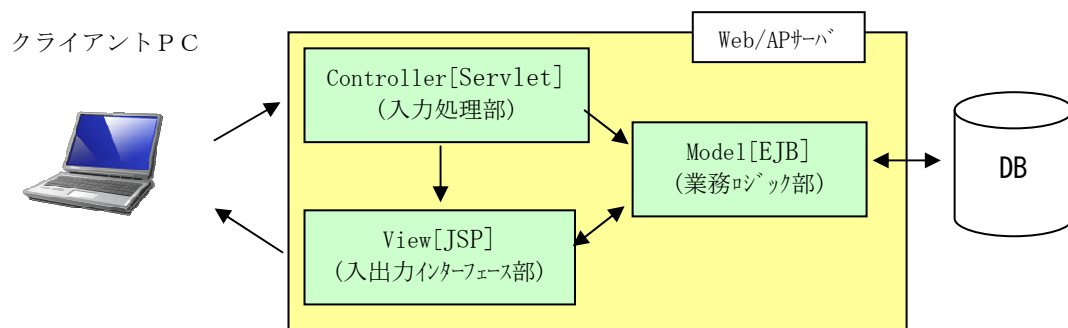 クライアントPC
Web/APサーバ
Controller[Servlet]
(入力処理部)
Model[EJB]
(業務ロジック部)
DB
View[JSP]
(入出力インターフェース部)